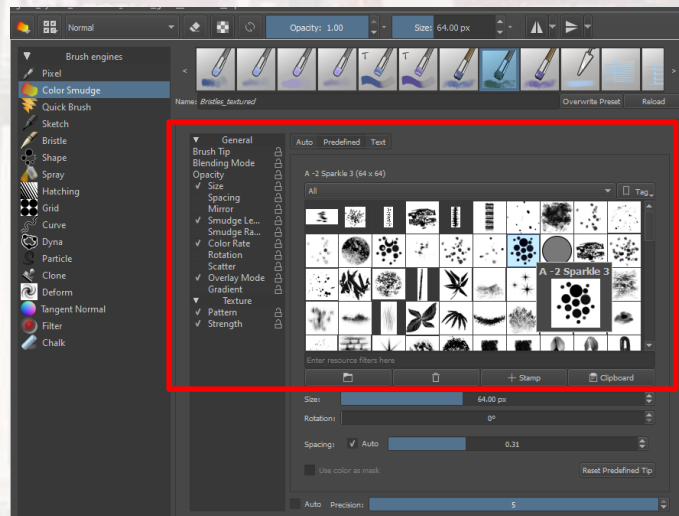 Normal
Opacity: 1.00
Size: 64.00 px
Brush engines
Pixel
Color Smudge
Quick Brush
Sketch
Bristle
Shape
Spray
Hatching
Grid
Curve
Dyna
Particle
Clone
Deform
Tangent Normal
Filter
Chalk
Name: Bristles_textured
Overwrite Preset
Reload
General
Brush Tip
Blending Mode
Opacity
Size
Spacing
Mirror
Smudge Le...
Smudge Ra...
Color Rate
Rotation
Scatter
Overlay Mode
Gradient
Texture
Pattern
Strength
Auto Predefined Text
A -2 Sparkle 3 (64 x 64)
All
Tag
A -2 Sparkle 3
Enter resource filters here
Stamp
Clipboard
Size: 64.00 px
Rotation: 0°
Spacing: Auto 0.31
Use color as mask
Reset Predefined Tip
Auto Precision: 5